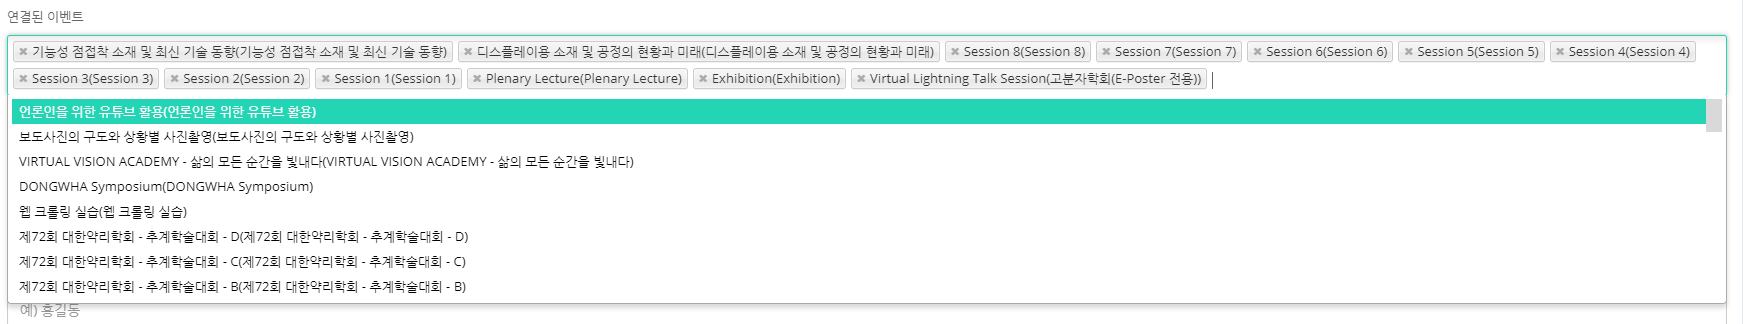 연결된 이벤트
× 기능성 점접착 소재 및 최신 기술 동향(기능성 점접착 소재 및 최신 기술 동향) × 디스플레이용 소재 및 공정의 현황과 미래(디스플레이용 소재 및 공정의 현황과 미래) × Session 8(Session 8) × Session 7(Session 7) × Session 6(Session 6) × Session 5(Session 5) × Session 4(Session 4)
× Session 3(Session 3) × Session 2(Session 2) × Session 1(Session 1) × Plenary Lecture(Plenary Lecture) × Exhibition(Exhibition) × Virtual Lightning Talk Session(고분자학회(E-Poster 전용))
언론인을 위한 유튜브 활용(언론인을 위한 유튜브 활용)
보도사진의 구도와 상황별 사진촬영(보도사진의 구도와 상황별 사진촬영)
VIRTUAL VISION ACADEMY - 삶의 모든 순간을 빛내다(VIRTUAL VISION ACADEMY - 삶의 모든 순간을 빛내다)
DONGWHA Symposium(DONGWHA Symposium)
웹 크롤링 실습(웹 크롤링 실습)
제72회 대한약리학회 - 추계학술대회 - D(제72회 대한약리학회 - 추계학술대회 - D)
제72회 대한약리학회 - 추계학술대회 - C(제72회 대한약리학회 - 추계학술대회 - C)
제72회 대한약리학회 - 추계학술대회 - B(제72회 대한약리학회 - 추계학술대회 - B)
예) 홍길동